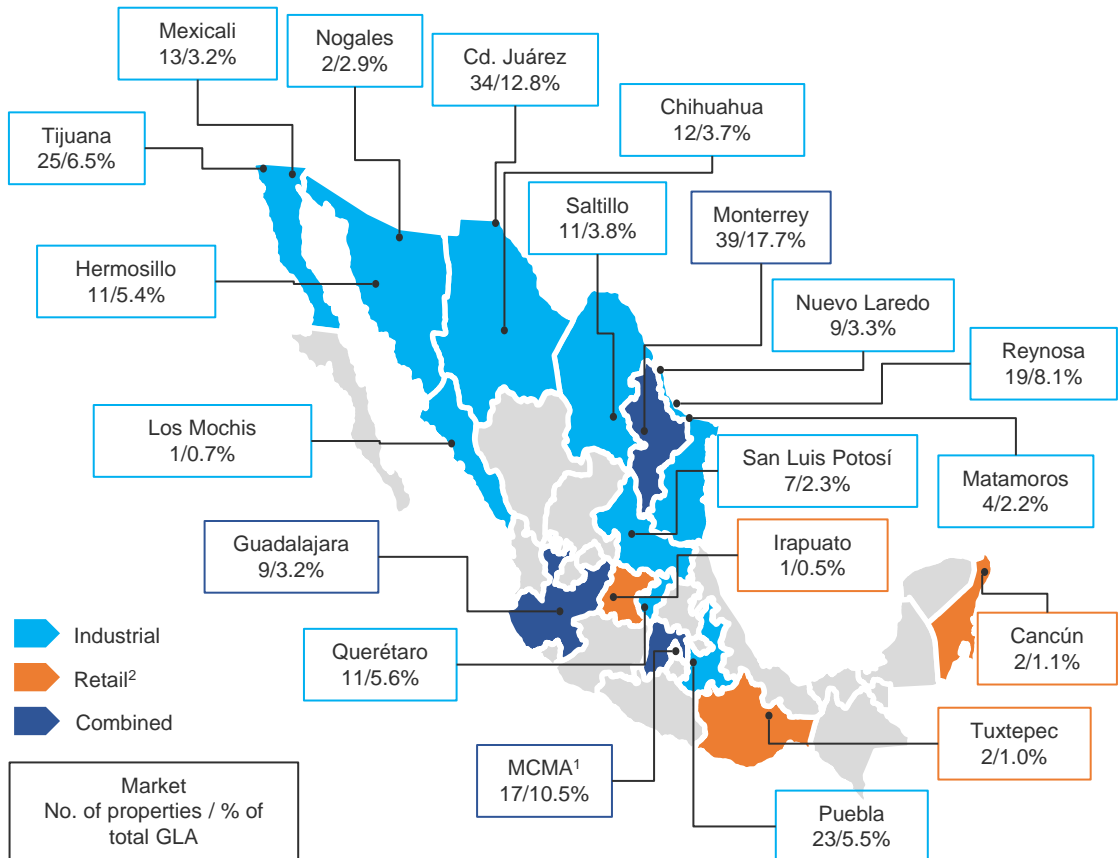 Mexicali
13/3.2%
Nogales
2/2.9%
Cd. Juárez
34/12.8%
Chihuahua
12/3.7%
Tijuana
25/6.5%
Saltillo
11/3.8%
Monterrey
39/17.7%
Hermosillo
11/5.4%
Nuevo Laredo
9/3.3%
Reynosa
19/8.1%
Los Mochis
1/0.7%
San Luis Potosí
7/2.3%
Matamoros
4/2.2%
Guadalajara
9/3.2%
Irapuato
1/0.5%
Industrial
Retail²
Combined
Querétaro
11/5.6%
Cancún
2/1.1%
Tuxtepec
2/1.0%
MCMA¹
17/10.5%
Puebla
23/5.5%
Market
No. of properties / % of
total GLA